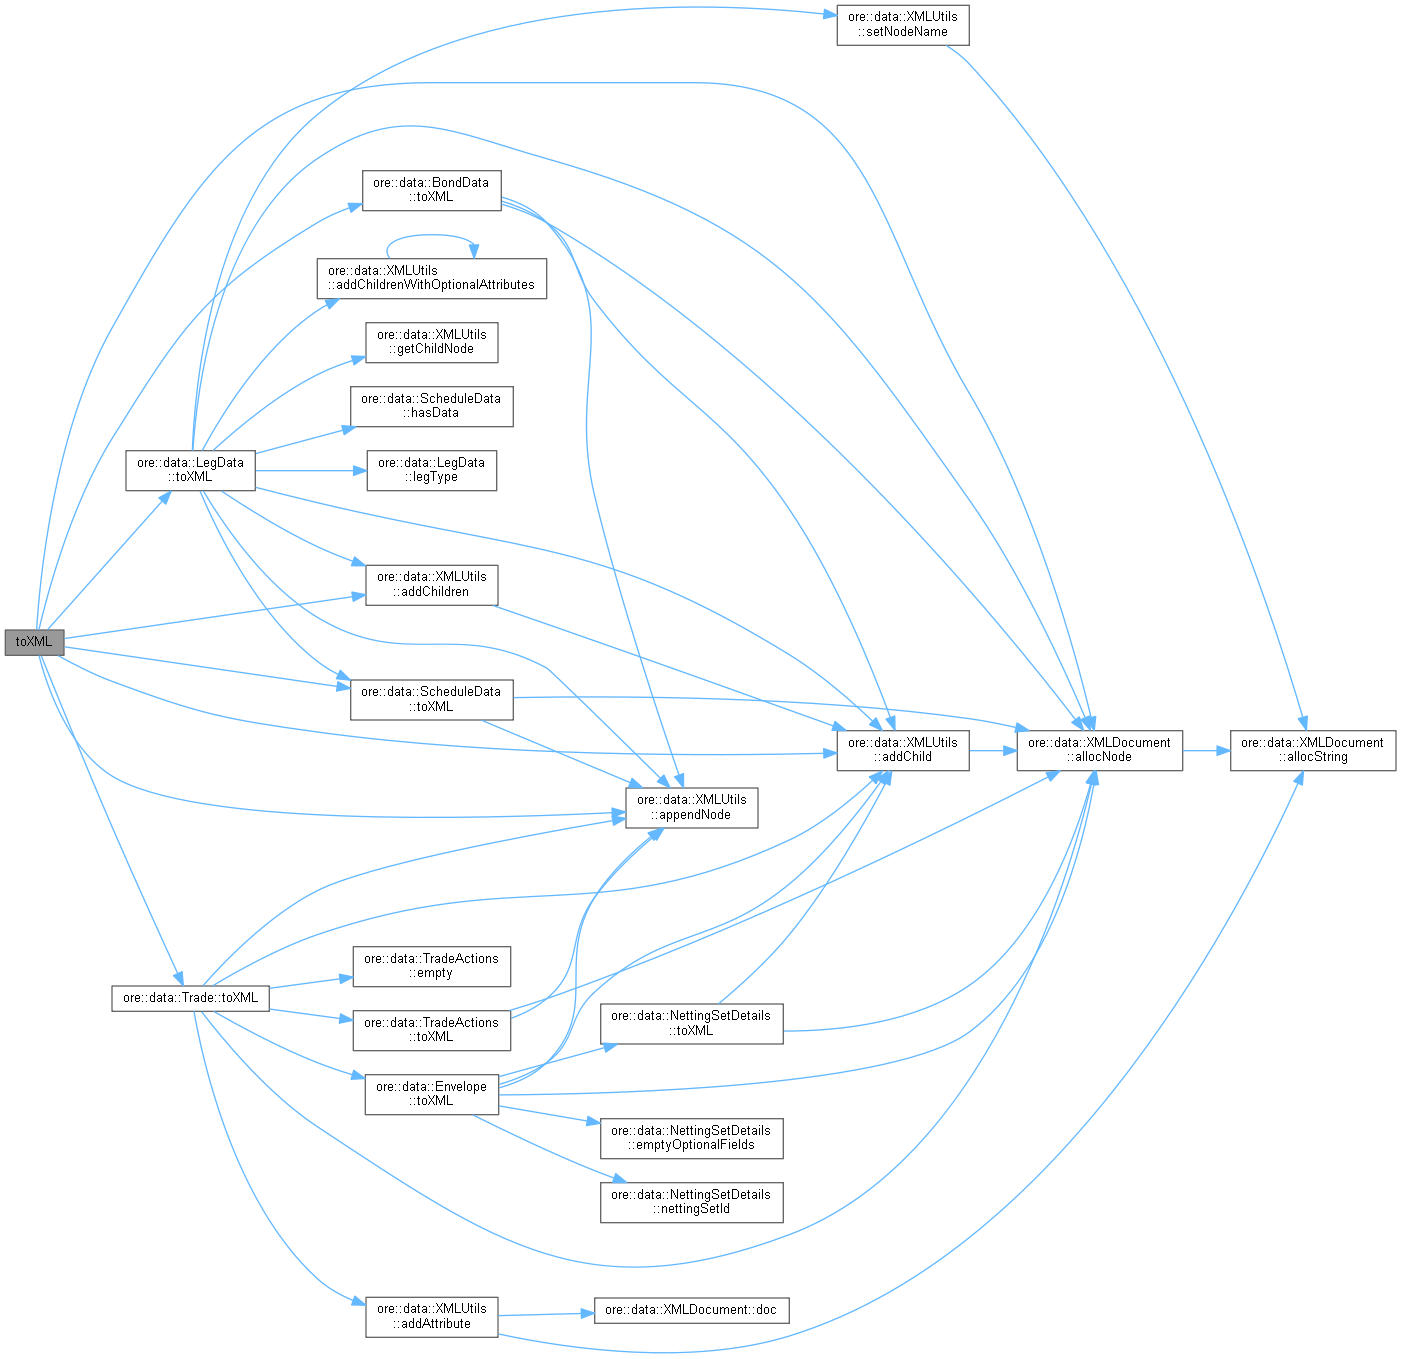 ore::data::XMLUtils
::setNodeName
ore::data::BondData
::toXML
ore::data::XMLUtils
::addChildrenWithOptionalAttributes
ore::data::XMLUtils
::getChildNode
ore::data::ScheduleData
::hasData
ore::data::LegData
::toXML
ore::data::LegData
::legType
ore::data::XMLUtils
::addChildren
toXML
ore::data::ScheduleData
::toXML
ore::data::XMLUtils
::addChild
ore::data::XMLDocument
::allocNode
ore::data::XMLDocument
::allocString
ore::data::XMLUtils
::appendNode
ore::data::TradeActions
::empty
ore::data::Trade::toXML
ore::data::TradeActions
::toXML
ore::data::NettingSetDetails
::toXML
ore::data::Envelope
::toXML
ore::data::NettingSetDetails
::emptyOptionalFields
ore::data::NettingSetDetails
::nettingSetId
ore::data::XMLUtils
::addAttribute
ore::data::XMLDocument::doc